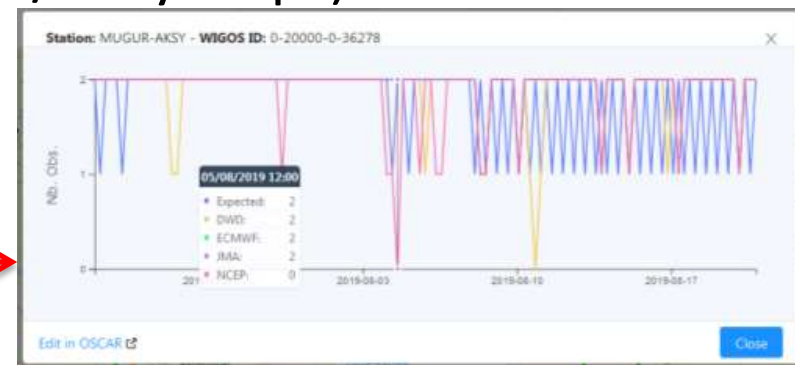 Station: MUGUR-AKSY - WIGOS ID: 0-20000-0-36278
2
Nb. Obs.
1
05/08/2019 12:00
Expected: 2
DWD: 2
ECMWF: 2
JMA: 2
NCEP: 0
0
201
2019-08-03
2019-08-10
2019-08-17
Edit in OSCAR
Close